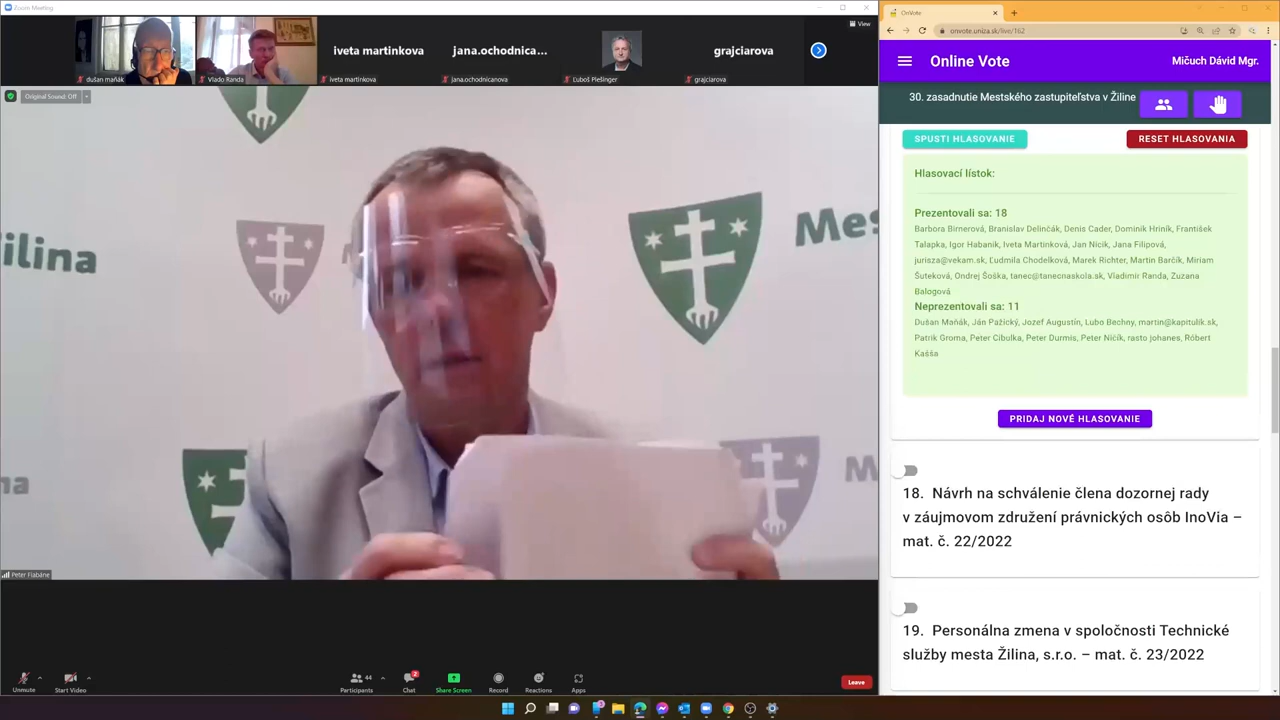 Zoom Meeting
View
iveta martinkova
jana.ochodnica...
grajciarova
dušan maňák
Vlado Randa
iveta martinkova
jana.ochodnicanova
Ľuboš Plešinger
grajciarova
Original Sound: Off
Žilina
Mes
Peter Fiabáne
Unmute
Start Video
44
Participants
2
Chat
Share Screen
Record
Reactions
Apps
Leave
OnVote
onvote.uniza.sk/live/162
Online Vote
Mičuch Dávid Mgr.
30. zasadnutie Mestského zastupiteľstva v Žiline
SPUSTI HLASOVANIE
RESET HLASOVANIA
Hlasovací lístok:
Prezentovali sa: 18
Barbora Birnerová, Branislav Delinčák, Denis Cáder, Dominik Hriník, František
Talapka, Igor Habánik, Iveta Martinková, Jan Ničík, Jana Filipová,
jurisza@vekam.sk, Ľudmila Chodelková, Marek Richter, Martin Barčík, Miriam
Šuteková, Ondrej Šoška, tanec@tanecnaskola.sk, Vladimír Randa, Zuzana
Balogová
Neprezentovali sa: 11
Dušan Maňák, Ján Pažický, Jozef Augustín, Lubo Bechny, martin@kapitulik.sk,
Patrik Groma, Peter Cibulka, Peter Durmis, Peter Ničík, rasto johanes, Róbert
Kašša
PRIDAJ NOVÉ HLASOVANIE
18. Návrh na schválenie člena dozornej rady
v záujmovom združení právnických osôb InoVia –
mat. č. 22/2022
19. Personálna zmena v spoločnosti Technické
služby mesta Žilina, s.r.o. – mat. č. 23/2022